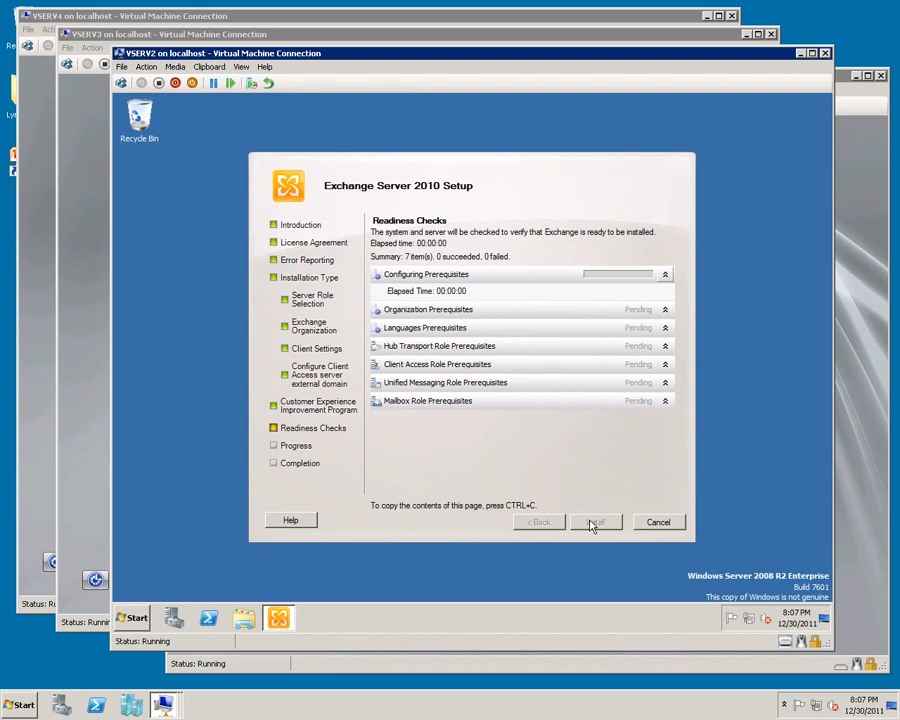 VSERV4 on localhost - Virtual Machine Connection
File
VSERV3 on localhost - Virtual Machine Connection
File Action
VSERV2 on localhost - Virtual Machine Connection
File Action Media Clipboard View Help
Recycle Bin
Exchange Server 2010 Setup
Introduction
License Agreement
Error Reporting
Installation Type
Server Role
Selection
Exchange
Organization
Client Settings
Configure Client
Access server
external domain
Customer Experience
Improvement Program
Readiness Checks
Progress
Completion
Readiness Checks
The system and server will be checked to verify that Exchange is ready to be installed.
Elapsed time: 00:00:00
Summary: 7 item(s). 0 succeeded, 0 failed.
Configuring Prerequisites
Elapsed Time: 00:00:00
Organization Prerequisites Pending
Languages Prerequisites Pending
Hub Transport Role Prerequisites Pending
Client Access Role Prerequisites Pending
Unified Messaging Role Prerequisites Pending
Mailbox Role Prerequisites Pending
To copy the contents of this page, press CTRL+C.
Help < Back Install Cancel
Windows Server 2008 R2 Enterprise
Build 7601
This copy of Windows is not genuine
Start
8:07 PM
12/30/2011
Status: Running
Status: Running
Start
8:07 PM
12/30/2011